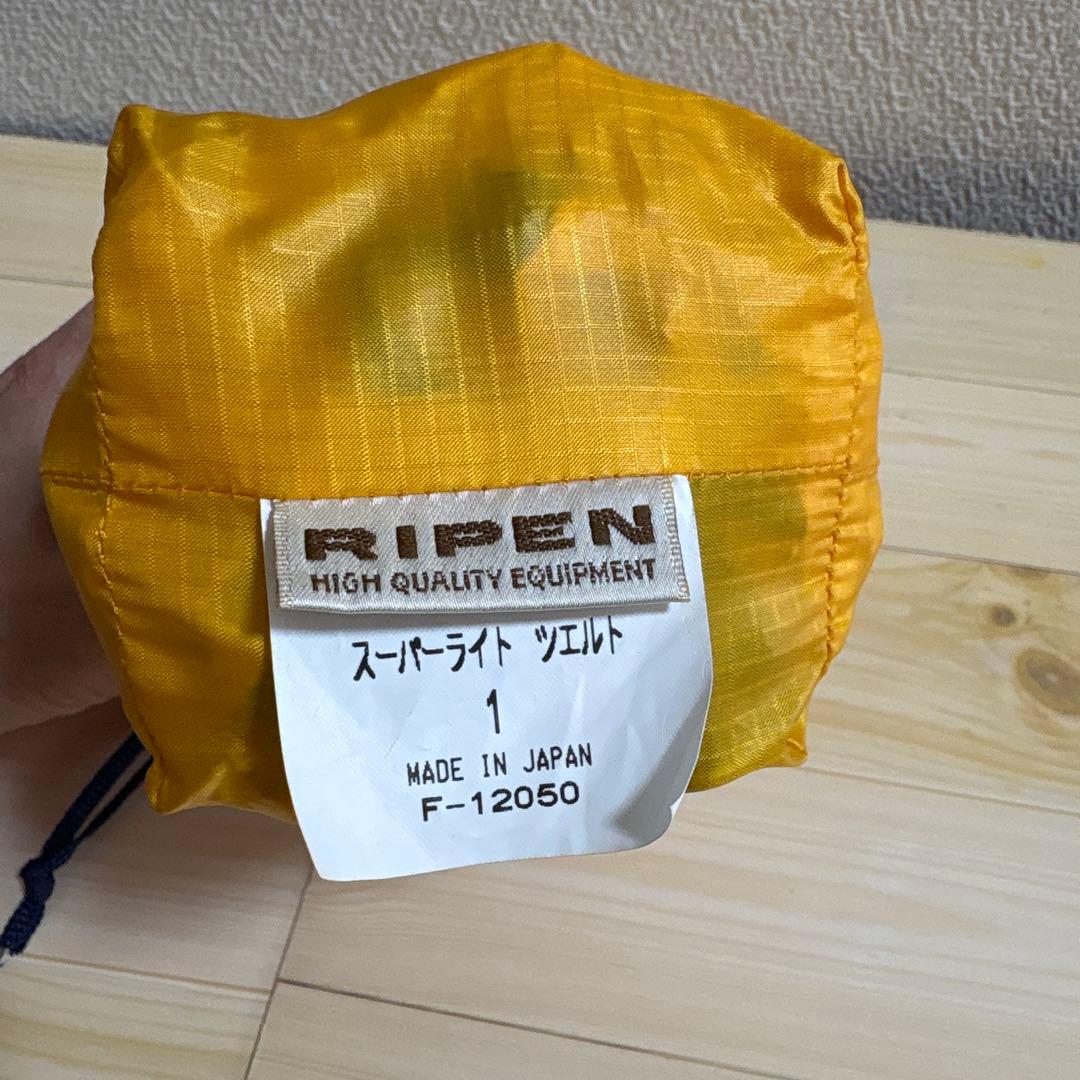 RIPEN
HIGH QUALITY EQUIPMENT
スーパーライト ツエルト
1
MADE IN JAPAN
F-12050